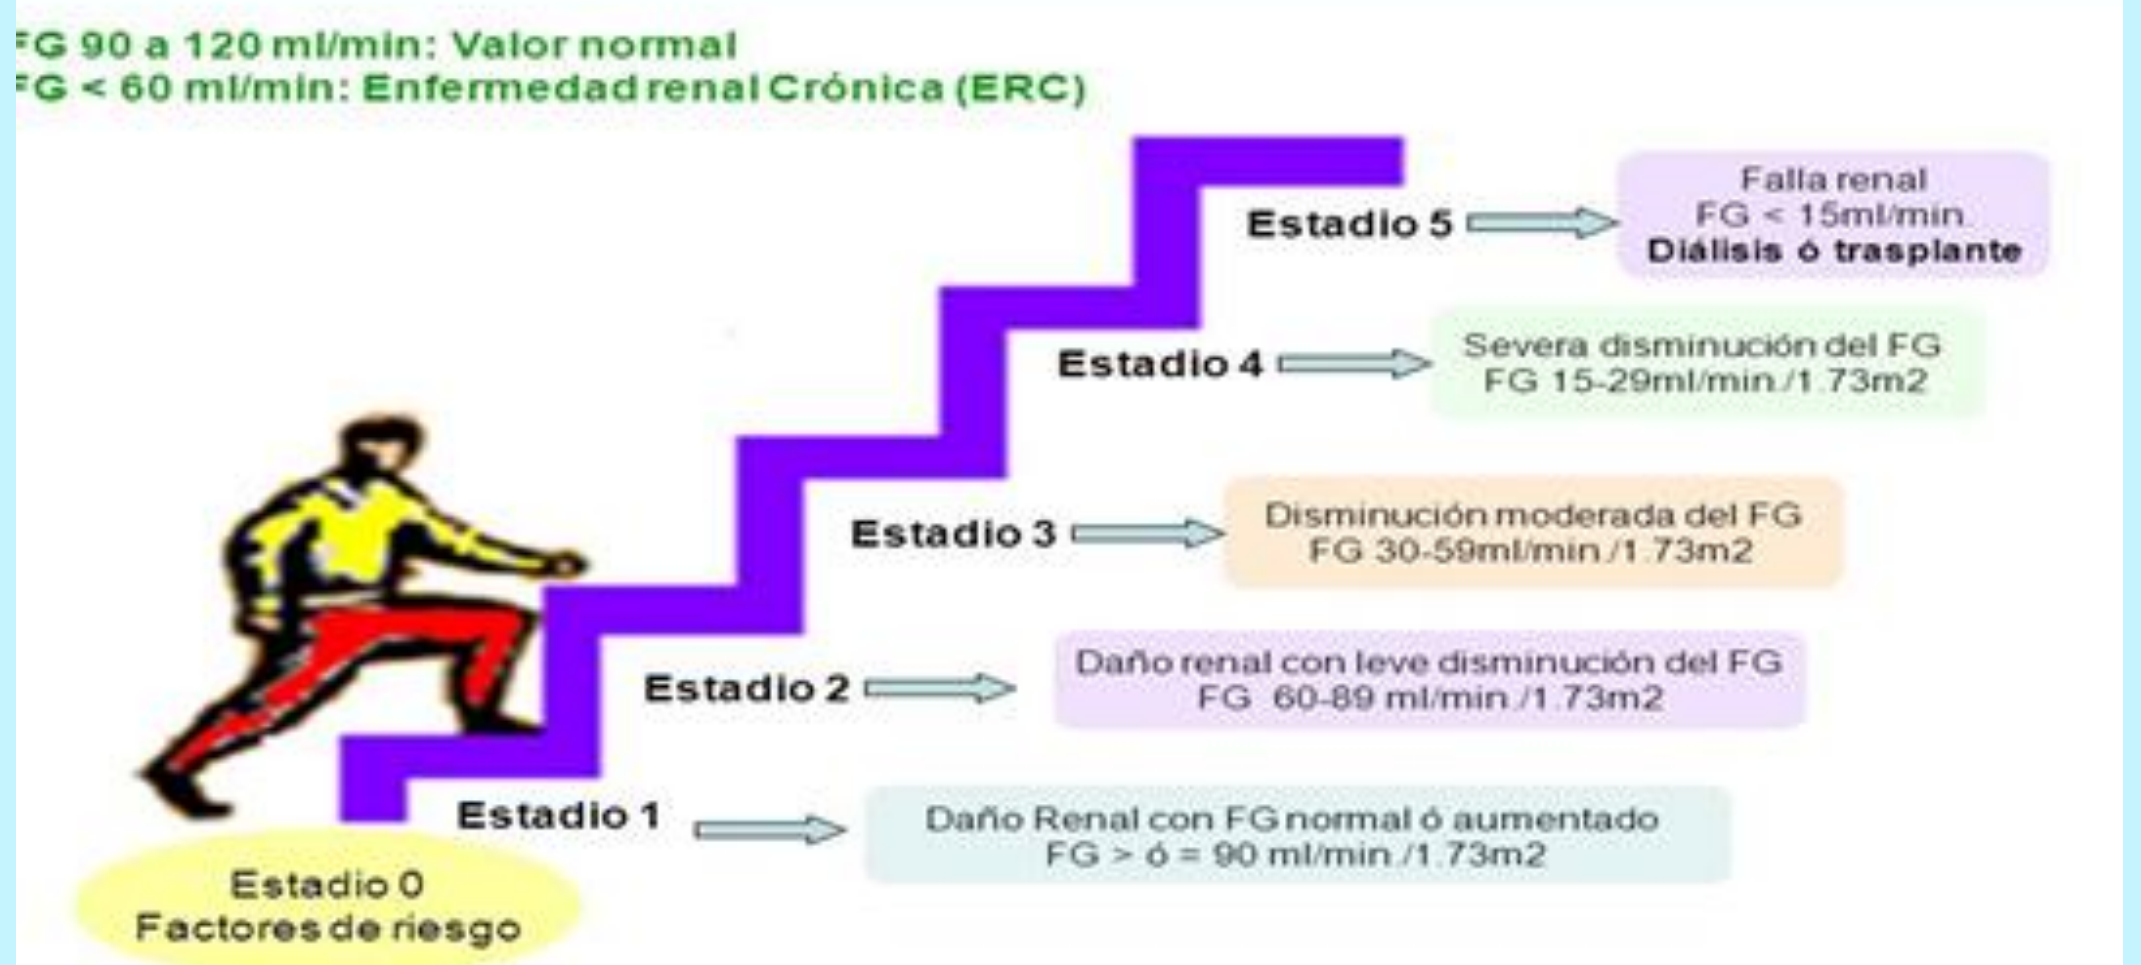 FG 90 a 120 ml/min: Valor normal
FG < 60 ml/min: Enfermedad renal Crónica (ERC)
Estadio 5
Falla renal
FG < 15ml/min
Diálisis ó trasplante
Estadio 4
Severa disminución del FG
FG 15-29ml/min./1.73m2
Estadio 3
Disminución moderada del FG
FG 30-59ml/min./1.73m2
Estadio 2
Daño renal con leve disminución del FG
FG 60-89 ml/min./1.73m2
Estadio 1
Daño Renal con FG normal ó aumentado
FG > ó = 90 ml/min./1.73m2
Estadio 0
Factores de riesgo